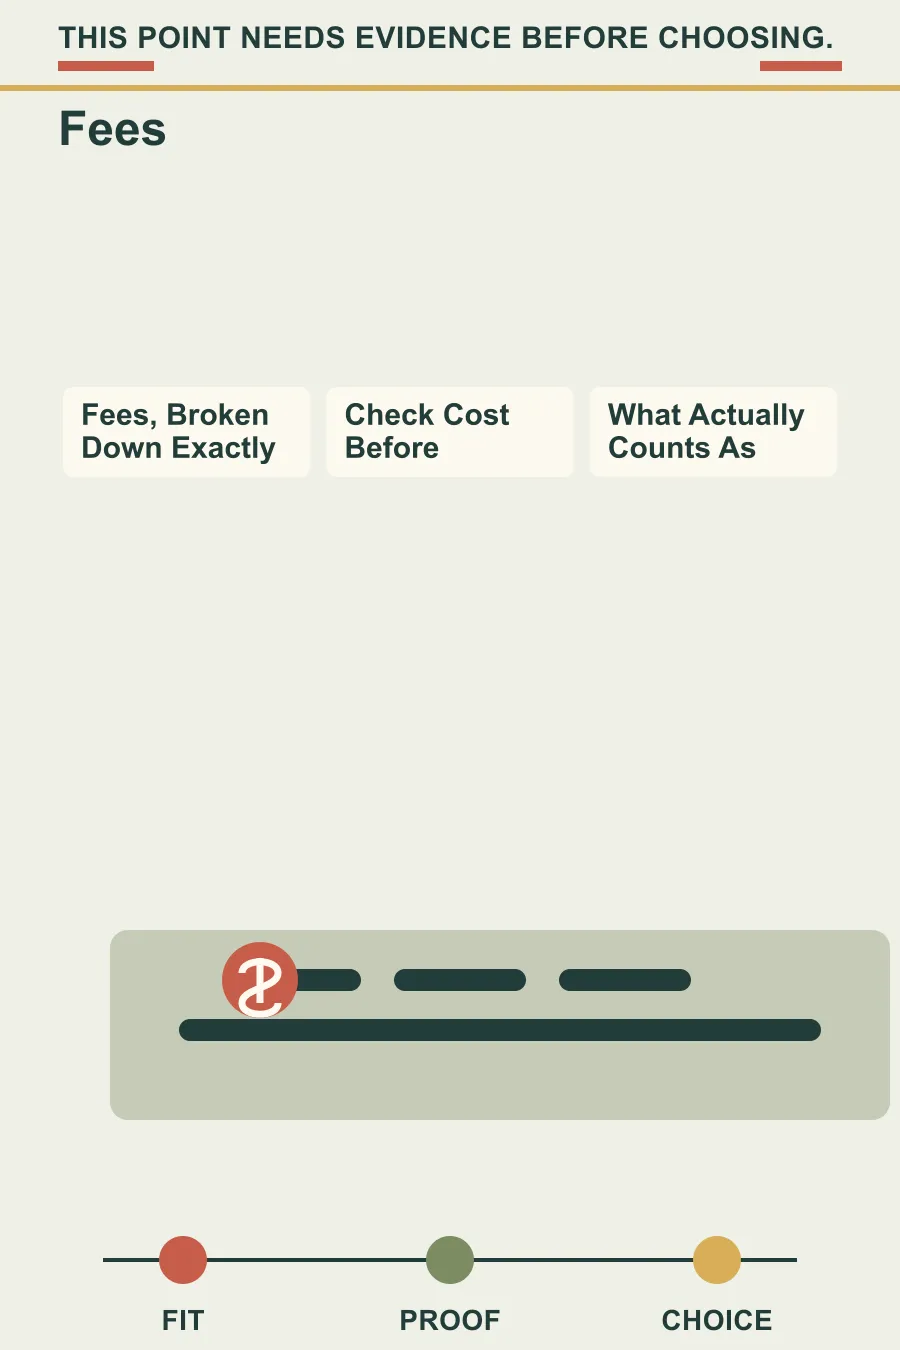 THIS POINT NEEDS EVIDENCE BEFORE CHOOSING.
Fees
Fees, Broken
Down Exactly
Check Cost
Before
What Actually
Counts As
FIT
PROOF
CHOICE